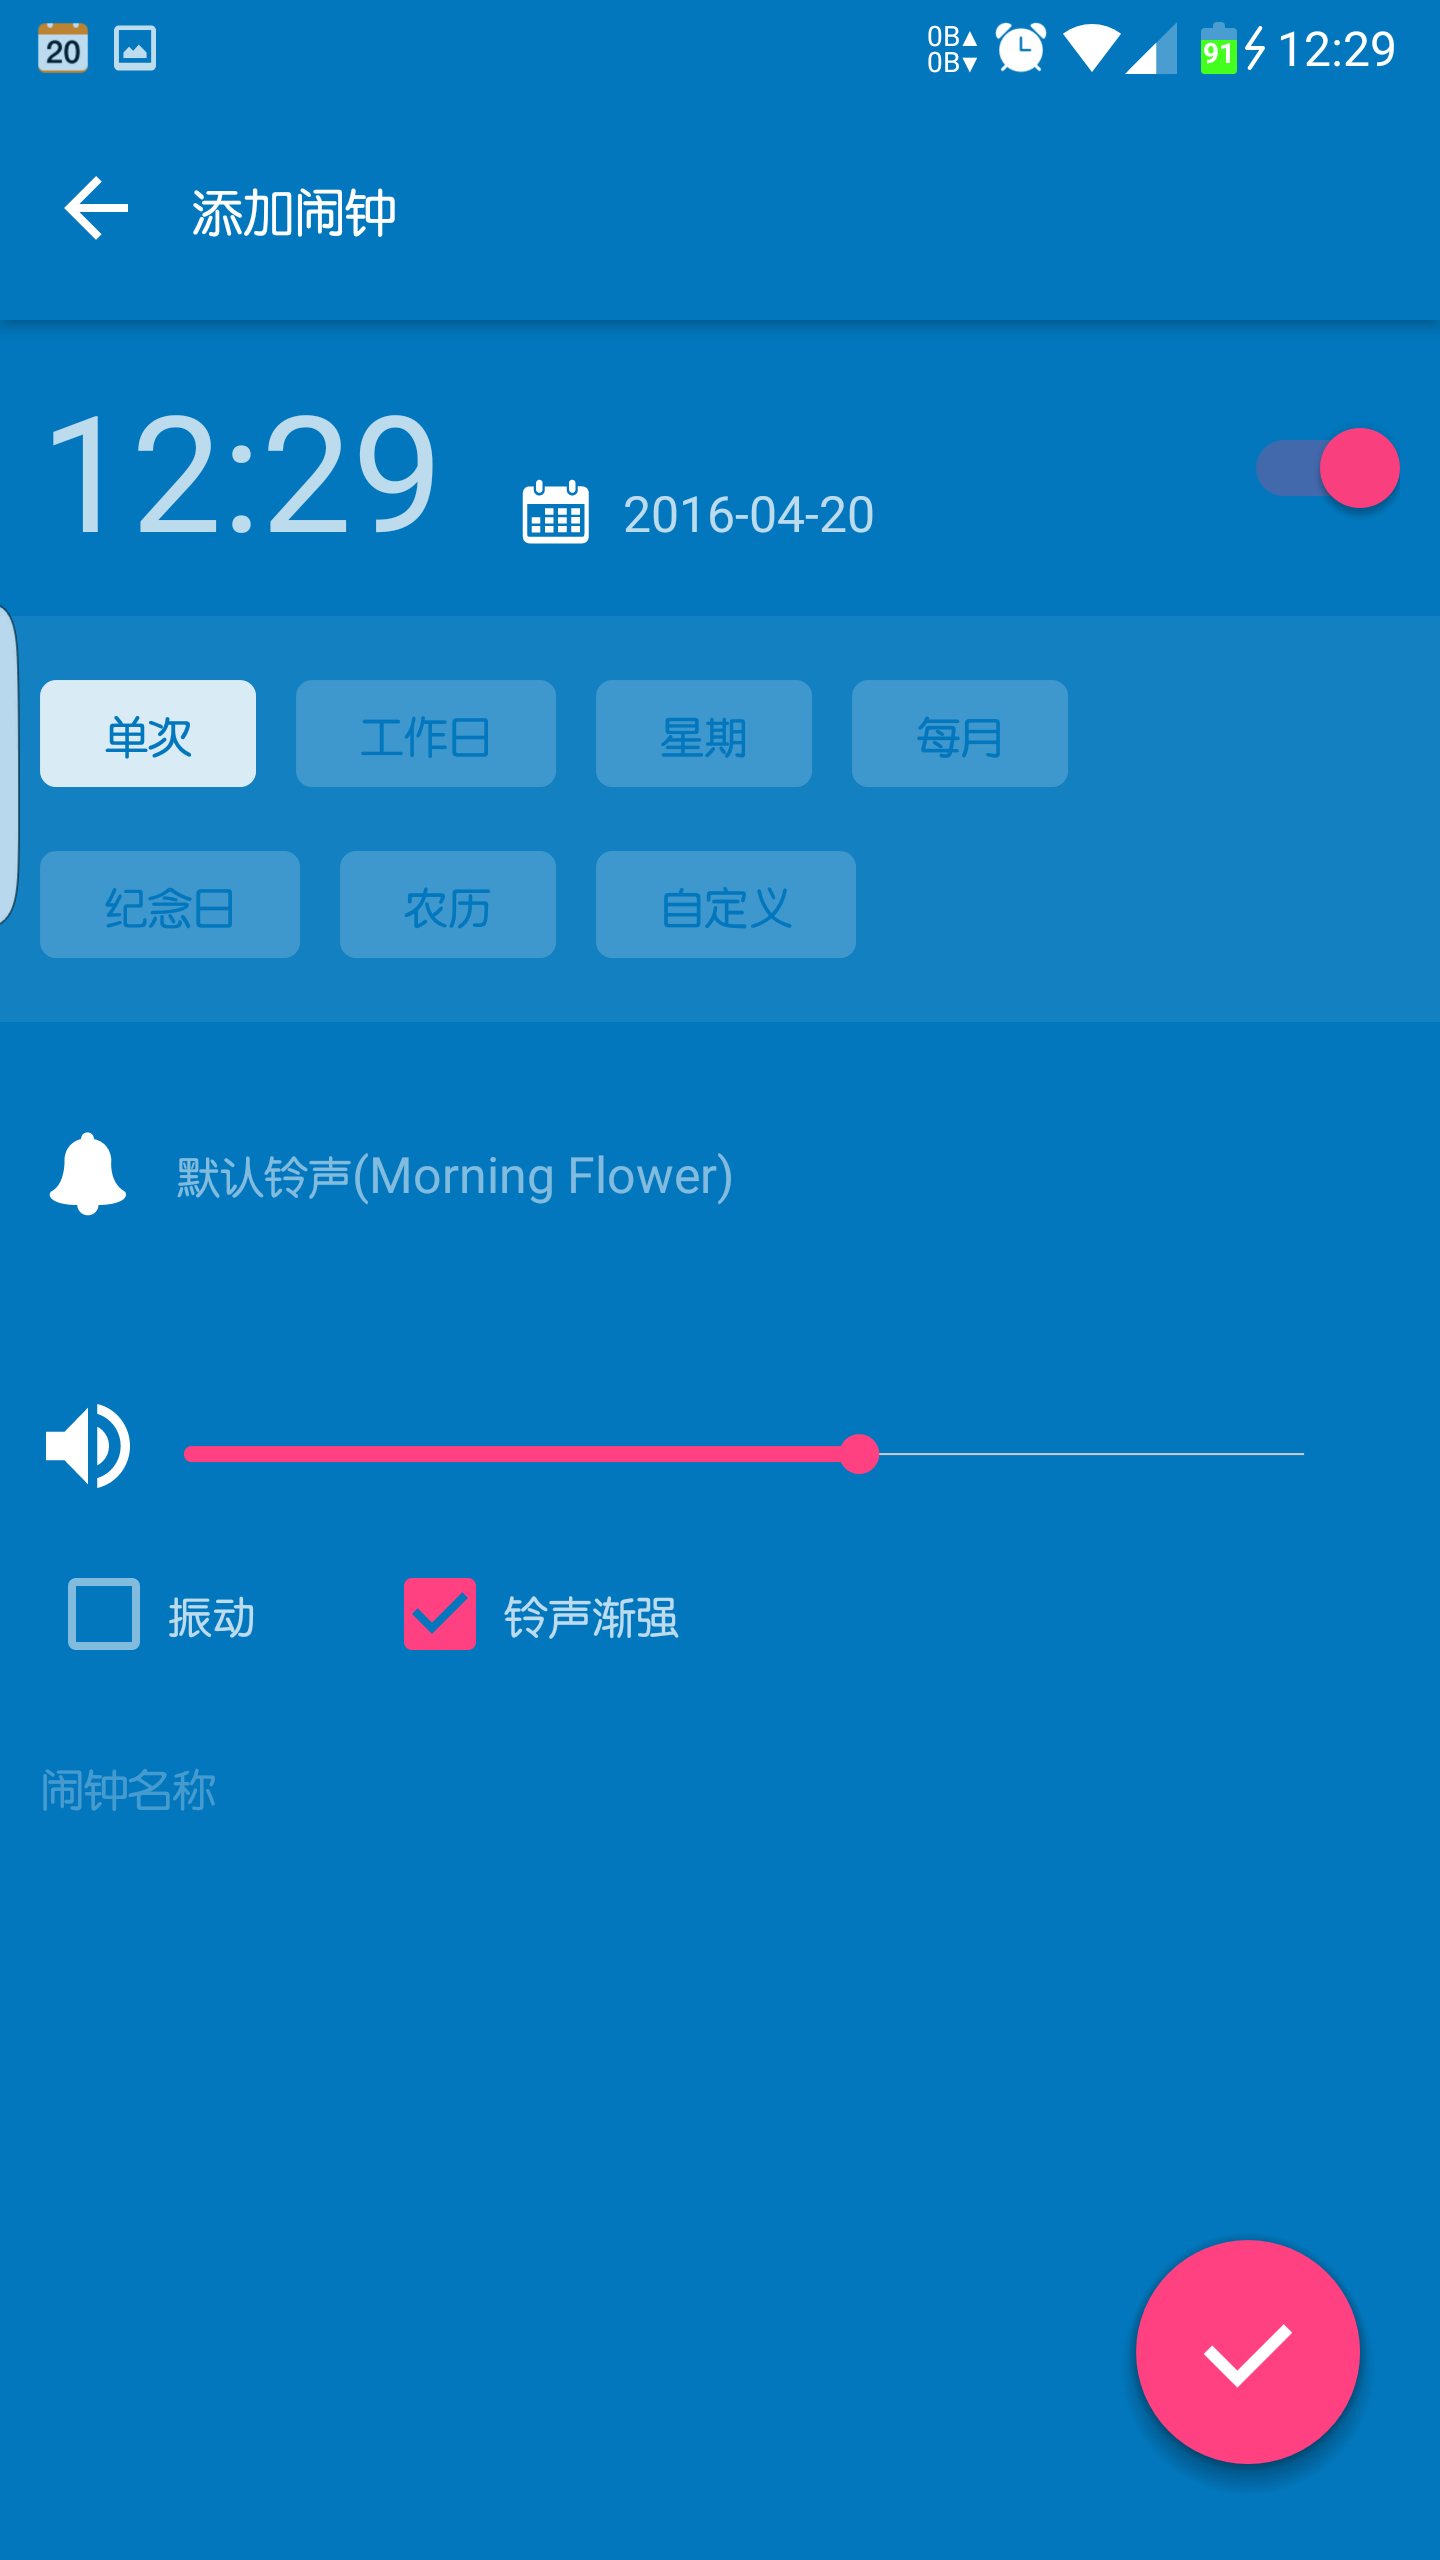 20
0B▲
0B▼
91
12:29
添加闹钟
12:29
2016-04-20
单次 工作日 星期 每月
纪念日 农历 自定义
默认铃声(Morning Flower)
振动 铃声渐强
闹钟名称